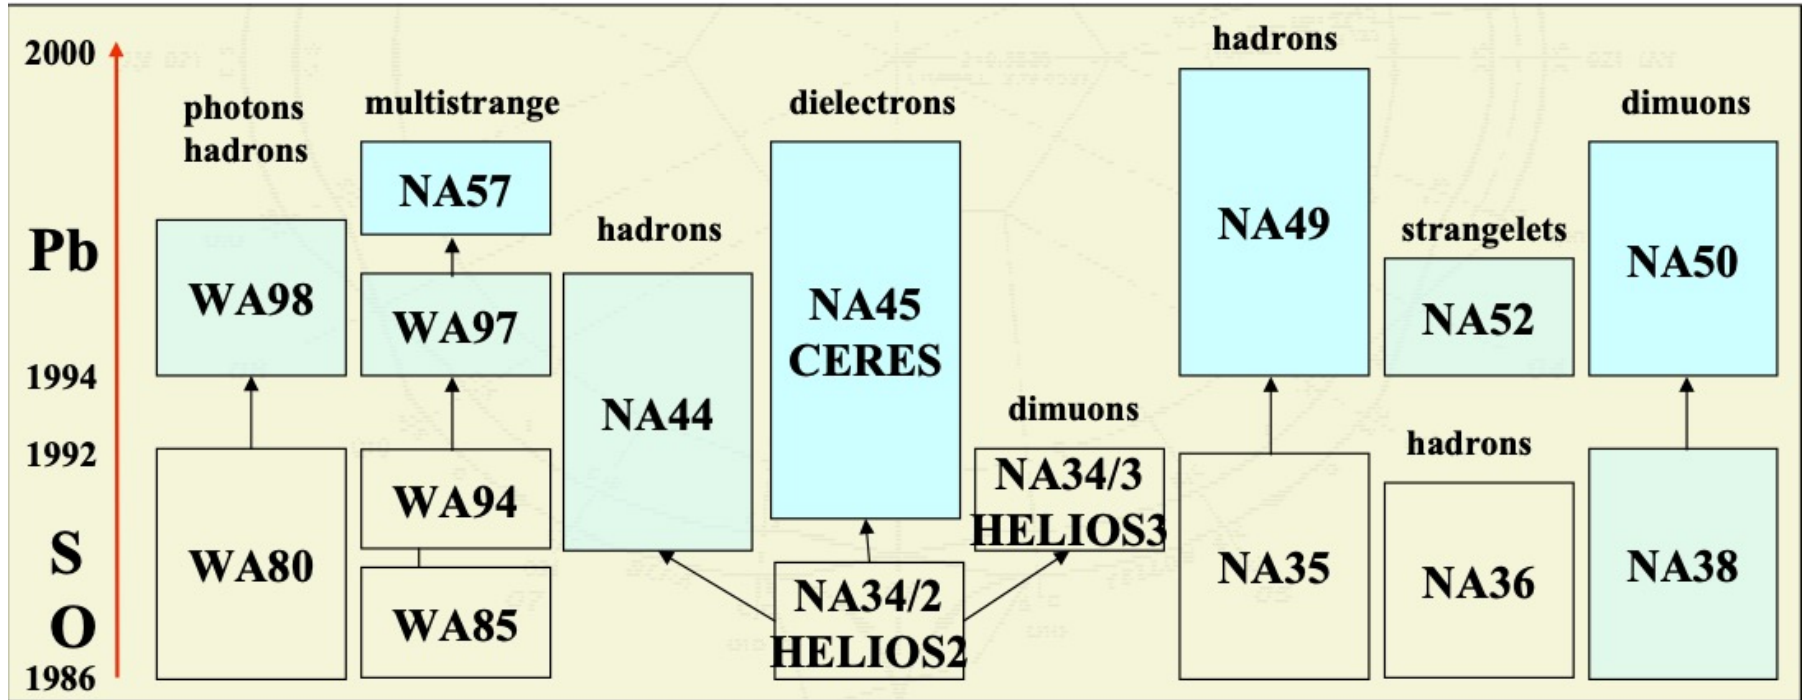 2000
Pb
1994
1992
S
O
1986
photons
hadrons
WA98
WA80
multistrange
NA57
WA97
WA94
WA85
hadrons
NA44
dielectrons
NA45
CERES
NA34/2
HELIOS2
dimuons
NA34/3
HELIOS3
hadrons
NA49
NA35
strangelets
NA52
hadrons
NA36
dimuons
NA50
NA38